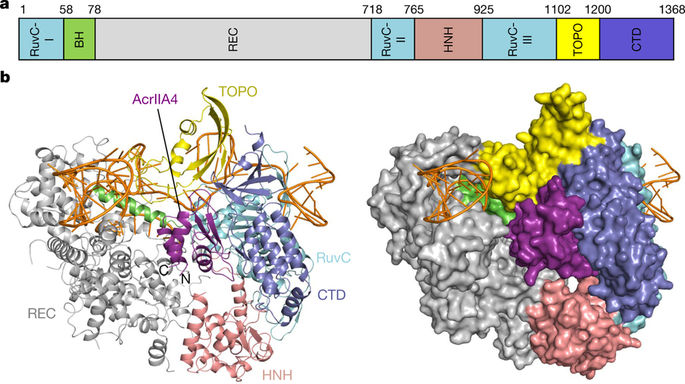 a
1 58 78 718 765 925 1102 1200 1368
RuvC-I BH REC RuvC-II HNH RuvC-III TOPO CTD
b
AcrIIA4 TOPO
C N
RuvC
CTD
REC
HNH